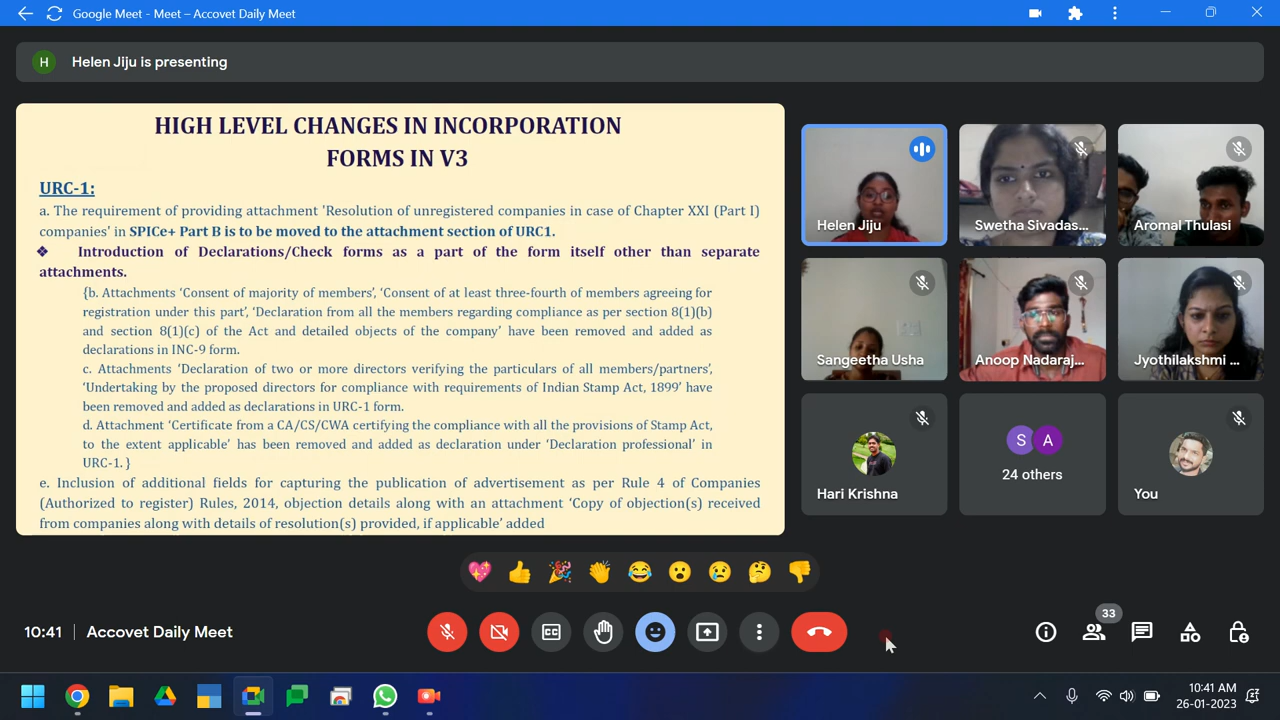 Google Meet - Meet – Accovet Daily Meet
H Helen Jiju is presenting
HIGH LEVEL CHANGES IN INCORPORATION
FORMS IN V3
URC-1:
a. The requirement of providing attachment 'Resolution of unregistered companies in case of Chapter XXI (Part I)
companies' in SPICe+ Part B is to be moved to the attachment section of URC1.
❖ Introduction of Declarations/Check forms as a part of the form itself other than separate
attachments.
{b. Attachments 'Consent of majority of members', 'Consent of at least three-fourth of members agreeing for
registration under this part', 'Declaration from all the members regarding compliance as per section 8(1)(b)
and section 8(1)(c) of the Act and detailed objects of the company' have been removed and added as
declarations in INC-9 form.
c. Attachments 'Declaration of two or more directors verifying the particulars of all members/partners',
'Undertaking by the proposed directors for compliance with requirements of Indian Stamp Act, 1899' have
been removed and added as declarations in URC-1 form.
d. Attachment 'Certificate from a CA/CS/CWA certifying the compliance with all the provisions of Stamp Act,
to the extent applicable' has been removed and added as declaration under 'Declaration professional' in
URC-1. }
e. Inclusion of additional fields for capturing the publication of advertisement as per Rule 4 of Companies
(Authorized to register) Rules, 2014, objection details along with an attachment 'Copy of objection(s) received
from companies along with details of resolution(s) provided, if applicable' added
Helen Jiju
Swetha Sivadas...
Aromal Thulasi
Sangeetha Usha
Anoop Nadaraj...
Jyothilakshmi ...
Hari Krishna
S A
24 others
You
10:41 | Accovet Daily Meet
CC
33
10:41 AM
26-01-2023